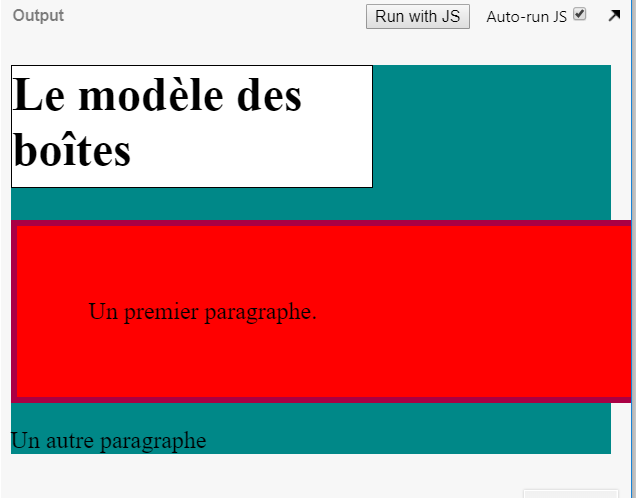 Output Run with JS Auto-run JS
Le modèle des
boîtes
Un premier paragraphe.
Un autre paragraphe